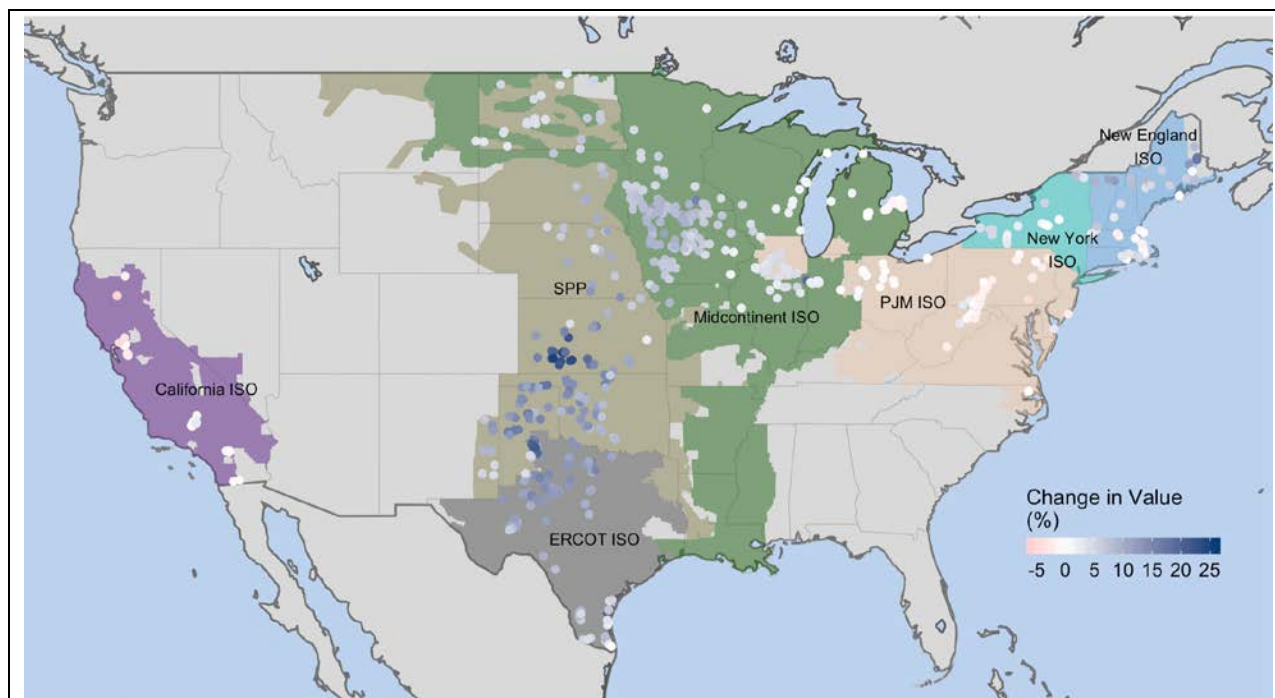 New England
ISO
New York
ISO
SPP
PJM ISO
Midcontinent ISO
California ISO
ERCOT ISO
Change in Value
(%)
-5 0 5 10 15 20 25